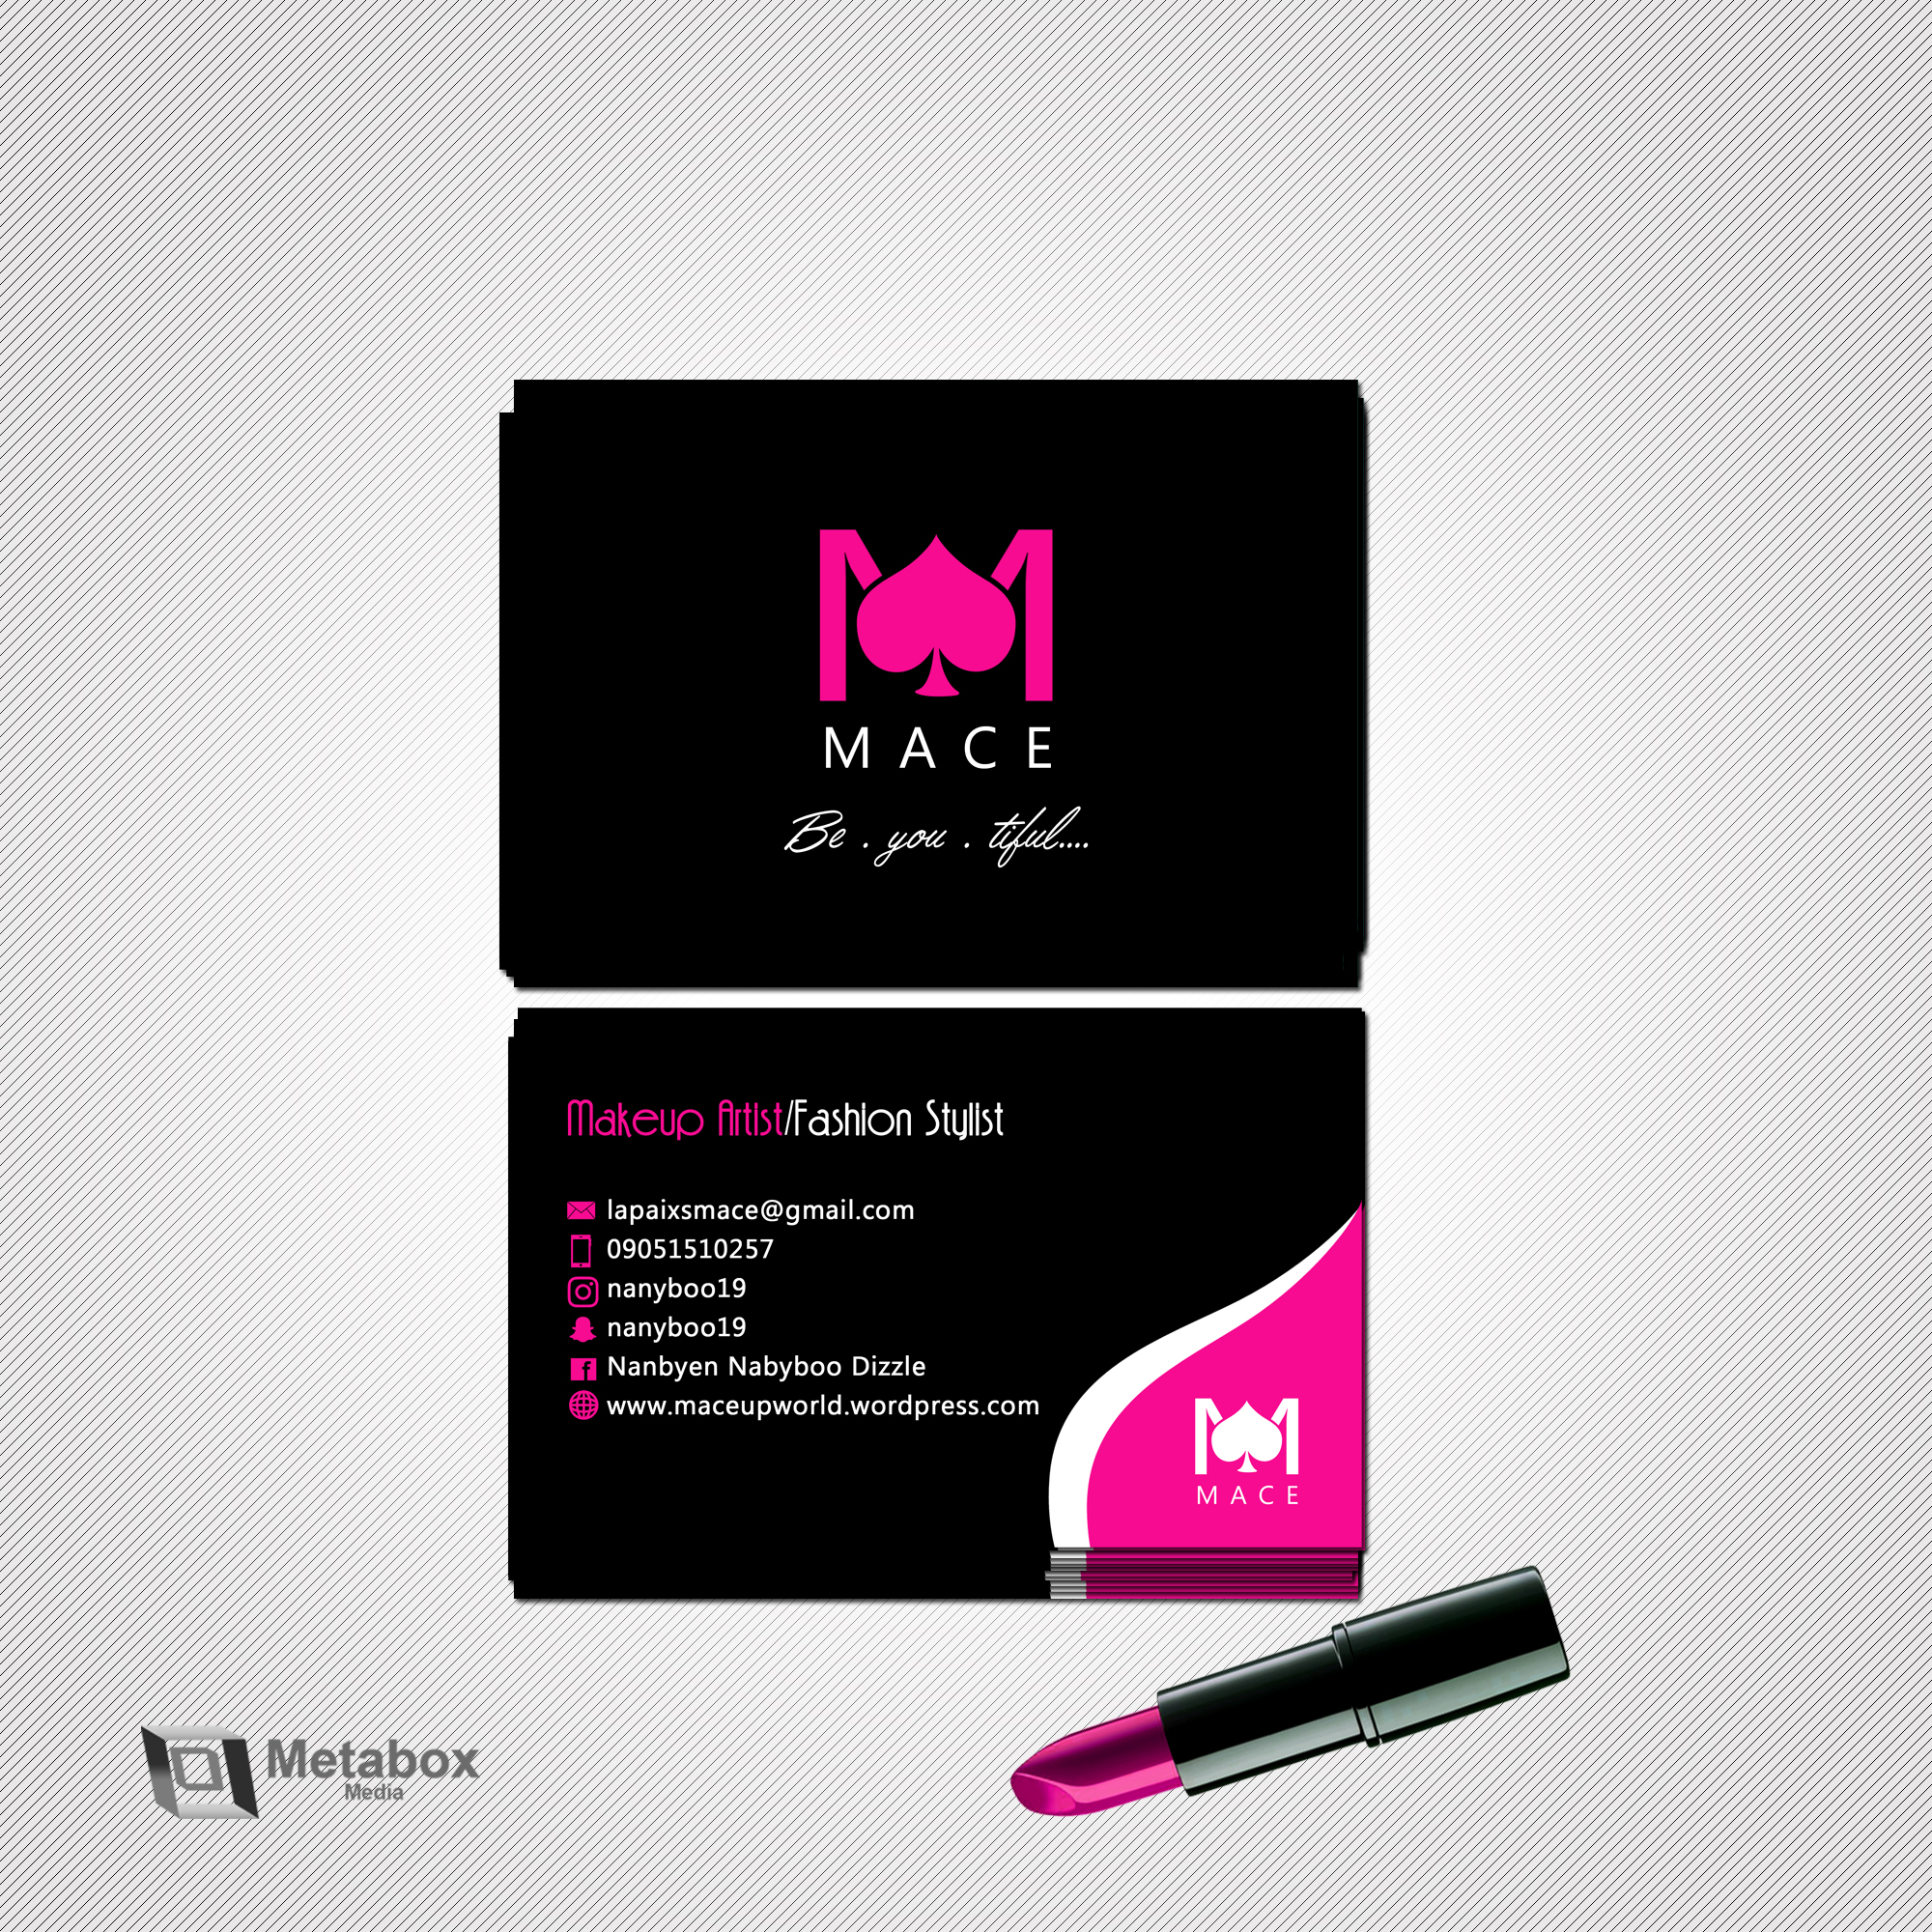 MACE
Be . you . tiful....
Makeup Artist/Fashion Stylist
lapaixsmace@gmail.com
09051510257
nanyboo19
nanyboo19
Nanbyen Nabyboo Dizzle
www.maceupworld.wordpress.com
MACE
Metabox
Media